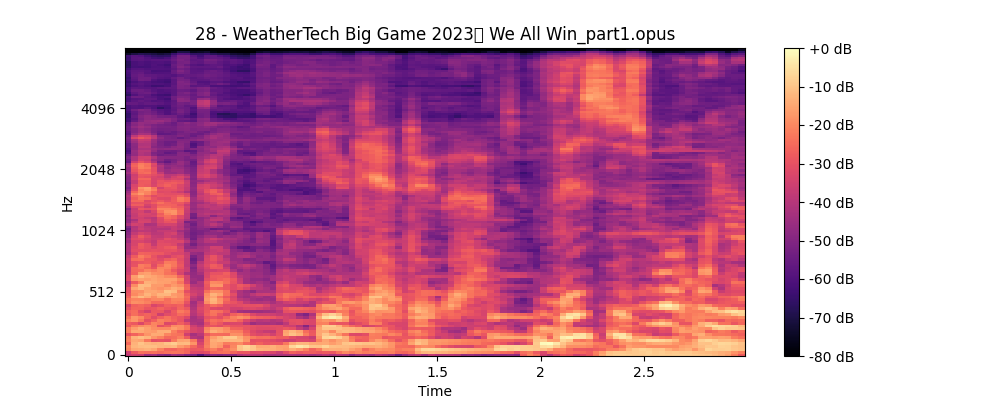 28 - WeatherTech Big Game 2023▯ We All Win_part1.opus
Hz
4096
2048
1024
512
0
0
0.5
1
1.5
2
2.5
Time
+0 dB
-10 dB
-20 dB
-30 dB
-40 dB
-50 dB
-60 dB
-70 dB
-80 dB